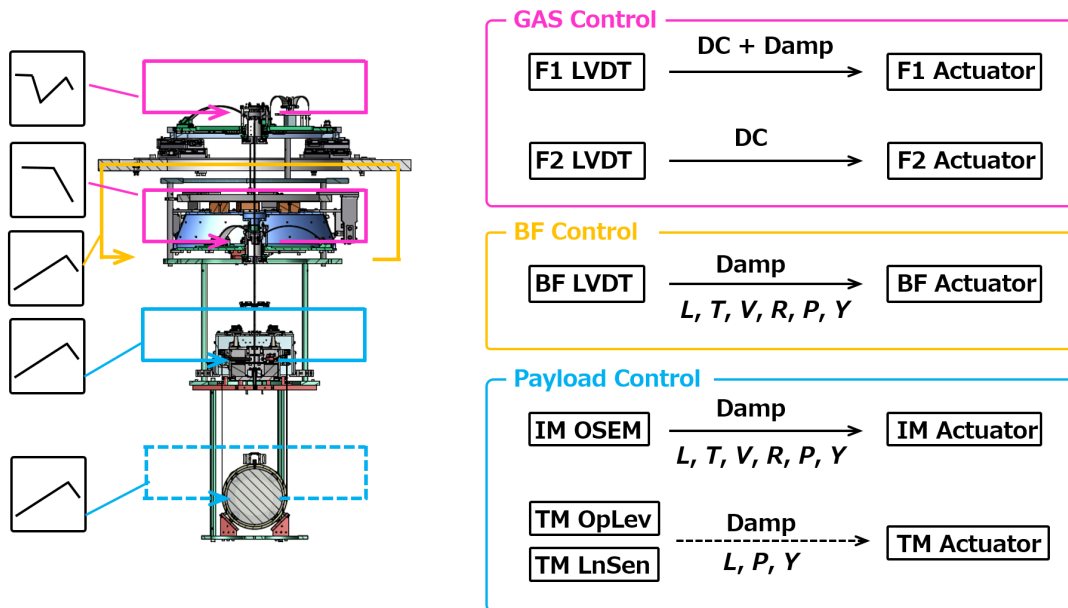 GAS Control
F1 LVDT
DC + Damp
F1 Actuator
F2 LVDT
DC
F2 Actuator
BF Control
BF LVDT
Damp
L, T, V, R, P, Y
BF Actuator
Payload Control
IM OSEM
Damp
L, T, V, R, P, Y
IM Actuator
TM OpLev
TM LnSen
Damp
L, P, Y
TM Actuator